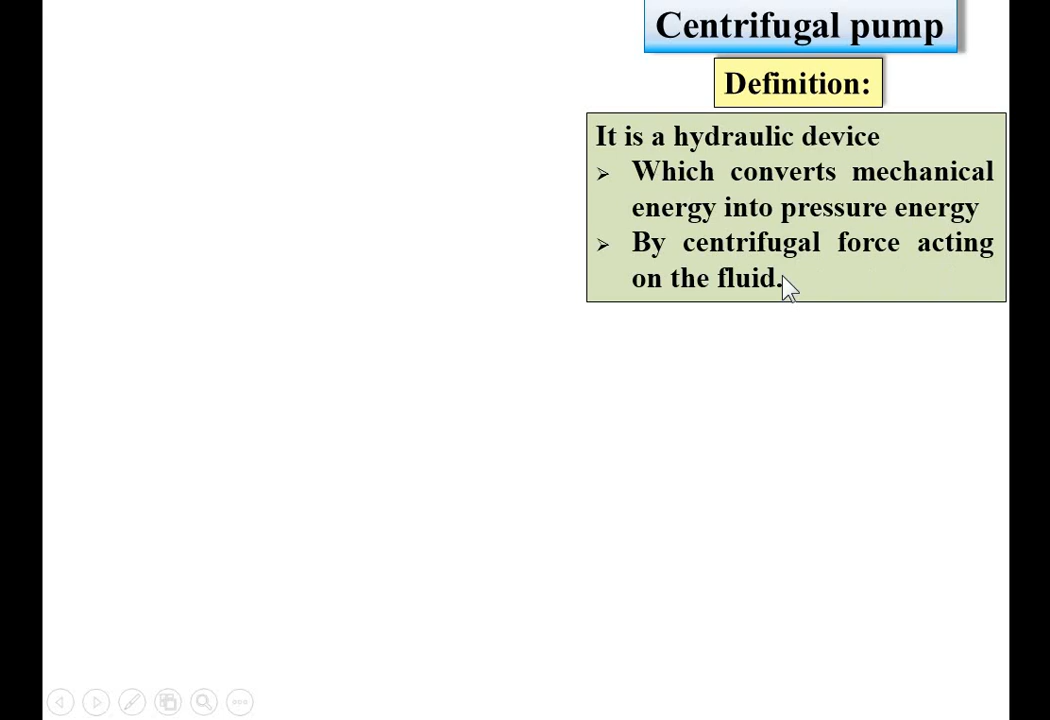 Centrifugal pump
Definition:
It is a hydraulic device
➢ Which converts mechanical
energy into pressure energy
➢ By centrifugal force acting
on the fluid.